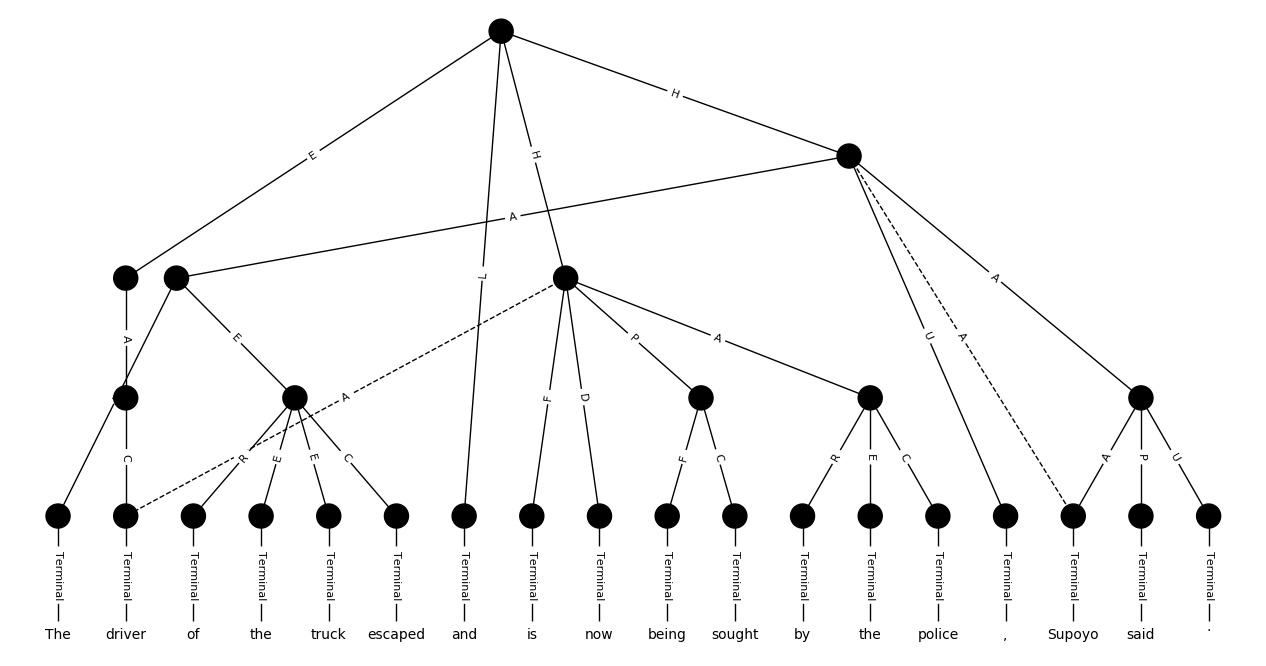 H
E
H
A
L
A
A
E
A
P
A
U
A
F
D
C
R
E
E
C
F
C
R
E
C
A
P
U
Terminal Terminal Terminal Terminal Terminal Terminal Terminal Terminal Terminal Terminal Terminal Terminal Terminal Terminal Terminal Terminal Terminal Terminal
The driver of the truck escaped and is now being sought by the police , Supoyo said .